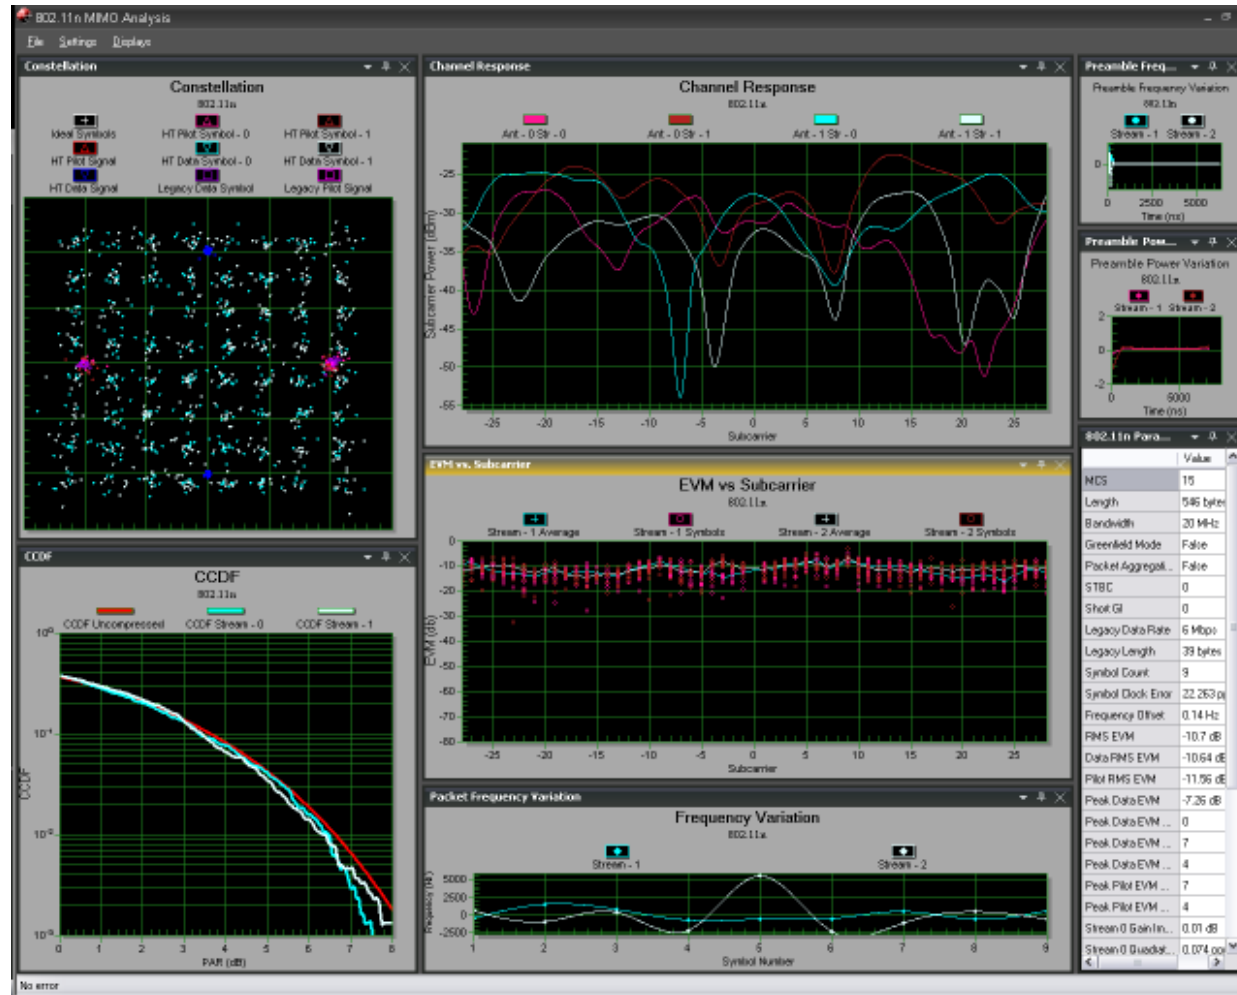 802.11n MIMO Analysis
File Settings Displays
Constellation
Constellation
802.11n
Ideal Symbols HT Pilot Symbol - 0 HT Pilot Symbol - 1
HT Pilot Signal HT Data Symbol - 0 HT Data Symbol - 1
HT Data Signal Legacy Data Symbol Legacy Pilot Signal
CCDF
CCDF
802.11n
CCDF Uncompressed CCDF Stream - 0 CCDF Stream - 1
CCDF
0 1 2 3 4 5 6 7 8
PAR (dB)
Channel Response
Channel Response
802.11n
Ant - 0 Str - 0 Ant - 0 Str - 1 Ant - 1 Str - 0 Ant - 1 Str - 1
Subcarrier Power (dBm)
-25
-30
-35
-40
-45
-50
-55
-25 -20 -15 -10 -5 0 5 10 15 20 25
Subcarrier
EVM vs. Subcarrier
EVM vs Subcarrier
802.11n
Stream - 1 Average Stream - 1 Symbols Stream - 2 Average Stream - 2 Symbols
EVM (db)
0
-10
-20
-30
-40
-50
-60
-70
-80
-25 -20 -15 -10 -5 0 5 10 15 20 25
Subcarrier
Packet Frequency Variation
Frequency Variation
802.11n
Stream - 1 Stream - 2
Frequency (Hz)
5000
2500
0
-2500
1 2 3 4 5 6 7 8 9
Symbol Number
Preamble Freq...
Preamble Frequency Variation
802.11n
Stream - 1 Stream - 2
0
0 2500 5000
Time (ns)
Preamble Pow...
Preamble Power Variation
802.11n
Stream - 1 Stream - 2
2
0
-2
0 5000
Time (ns)
802.11n Para...
Value
MCS 15
Length 546 bytes
Bandwidth 20 MHz
Greenfield Mode False
Packet Aggregati... False
STBC 0
Short GI 0
Legacy Data Rate 6 Mbps
Legacy Length 39 bytes
Symbol Count 9
Symbol Clock Error 22.263 p
Frequency Offset 0.14 Hz
RMS EVM -10.7 dB
Data RMS EVM -10.64 dB
Pilot RMS EVM -11.56 dB
Peak Data EVM -7.26 dB
Peak Data EVM ... 0
Peak Data EVM ... 7
Peak Data EVM ... 4
Peak Pilot EVM ... 7
Peak Pilot EVM ... 4
Stream 0 Gain Im... 0.01 dB
Stream 0 Quadrat... 0.074
No error